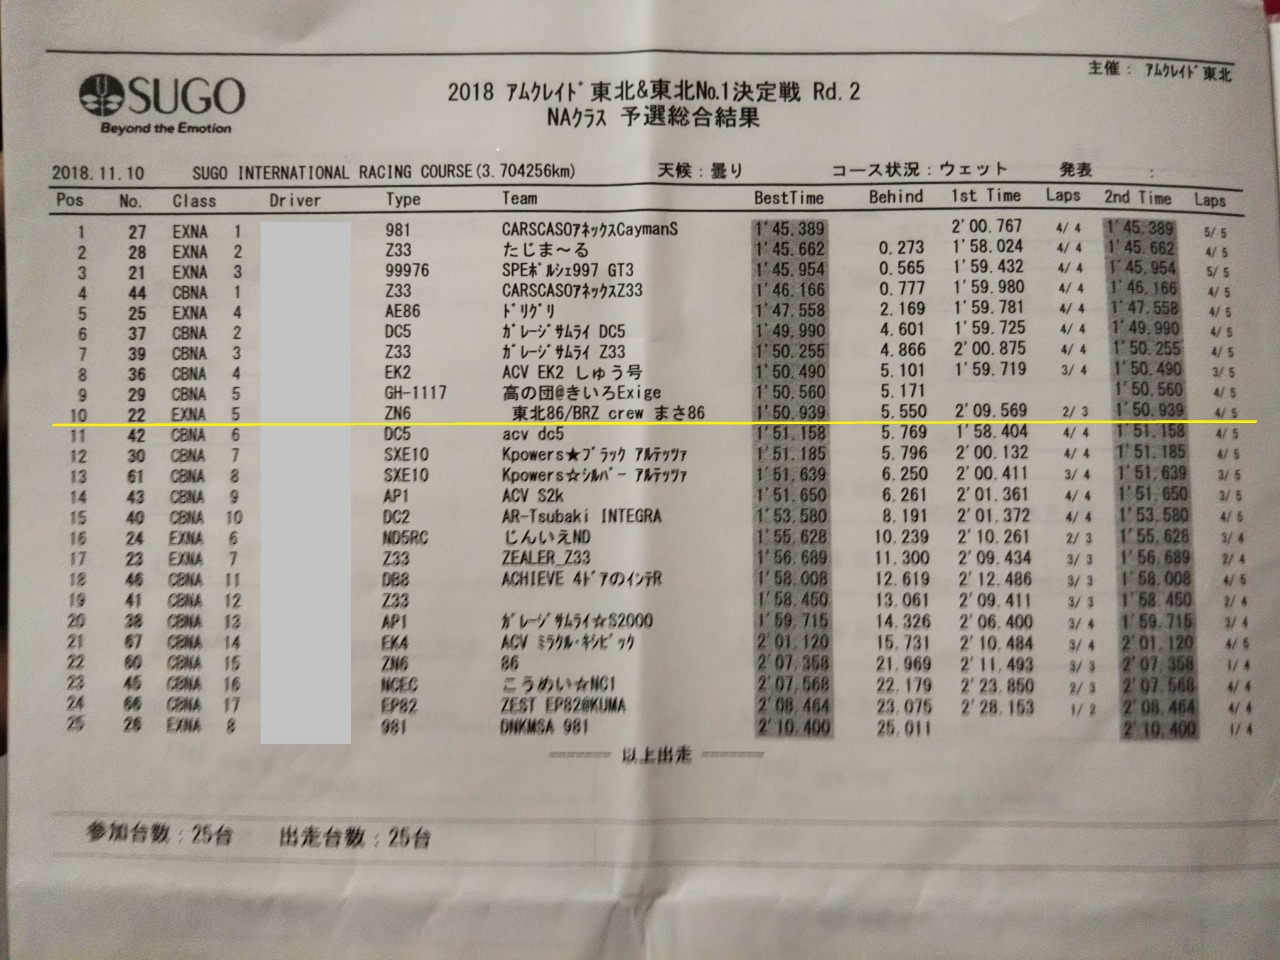 主催： ｱﾑｸﾚｲﾄﾞ東北
SUGO
Beyond the Emotion
2018 ｱﾑｸﾚｲﾄﾞ東北&東北No.1決定戦 Rd.2
NAｸﾗｽ 予選総合結果
2018.11.10 SUGO INTERNATIONAL RACING COURSE(3.704256km) 天候：曇り コース状況：ウェット 発表 :
Pos No. Class Driver Type Team BestTime Behind 1st Time Laps 2nd Time Laps
1 27 EXNA 1 981 CARSCASOｱﾈｯｸｽCaymanS 1'45.389 2'00.767 4/ 4 1'45.389 5/ 5
2 28 EXNA 2 Z33 たじま～る 1'45.662 0.273 1'58.024 4/ 4 1'45.662 4/ 5
3 21 EXNA 3 99976 SPEﾎﾟﾙｼｪ997 GT3 1'45.954 0.565 1'59.432 4/ 4 1'45.954 5/ 5
4 44 CBNA 1 Z33 CARSCASOｱﾈｯｸｽZ33 1'46.166 0.777 1'59.980 4/ 4 1'46.166 4/ 5
5 25 EXNA 4 AE86 ﾄﾞﾘｸﾞﾘ 1'47.558 2.169 1'59.781 4/ 4 1'47.558 4/ 5
6 37 CBNA 2 DC5 ｶﾞﾚｰｼﾞｻﾑﾗｲ DC5 1'49.990 4.601 1'59.725 4/ 4 1'49.990 4/ 5
7 39 CBNA 3 Z33 ｶﾞﾚｰｼﾞｻﾑﾗｲ Z33 1'50.255 4.866 2'00.875 4/ 4 1'50.255 4/ 5
8 36 CBNA 4 EK2 ACV EK2 しゅう号 1'50.490 5.101 1'59.719 3/ 4 1'50.490 3/ 5
9 29 CBNA 5 GH-1117 高の団@きいろExige 1'50.560 5.171 1'50.560 4/ 5
10 22 EXNA 5 ZN6 東北86/BRZ crew まさ86 1'50.939 5.550 2'09.569 2/ 3 1'50.939 4/ 5
11 42 CBNA 6 DC5 acv dc5 1'51.158 5.769 1'58.404 4/ 4 1'51.158 4/ 5
12 30 CBNA 7 SXE10 Kpowers★ﾌﾞﾗｯｸ ｱﾙﾃｯﾂｧ 1'51.185 5.796 2'00.132 4/ 4 1'51.185 4/ 5
13 61 CBNA 8 SXE10 Kpowers☆ｼﾙﾊﾞｰ ｱﾙﾃｯﾂｧ 1'51.639 6.250 2'00.411 3/ 4 1'51.639 3/ 5
14 43 CBNA 9 AP1 ACV S2k 1'51.650 6.261 2'01.361 4/ 4 1'51.650 3/ 5
15 40 CBNA 10 DC2 AR-Tsubaki INTEGRA 1'53.580 8.191 2'01.372 4/ 4 1'53.580 4/ 5
16 24 EXNA 6 ND5RC じんいえND 1'55.628 10.239 2'10.261 2/ 3 1'55.628 3/ 4
17 23 EXNA 7 Z33 ZEALER_Z33 1'56.689 11.300 2'09.434 3/ 3 1'56.689 2/ 4
18 46 CBNA 11 DB8 ACHIEVE 4ﾄﾞｱのｲﾝﾃR 1'58.008 12.619 2'12.486 3/ 3 1'58.008 4/ 5
19 41 CBNA 12 Z33 1'58.450 13.061 2'09.411 3/ 3 1'58.450 2/ 4
20 38 CBNA 13 AP1 ｶﾞﾚｰｼﾞｻﾑﾗｲ☆S2000 1'59.715 14.326 2'06.400 3/ 4 1'59.715 3/ 4
21 67 CBNA 14 EK4 ACV ﾐﾗｸﾙ･ｷｼﾋﾞｯｸ 2'01.120 15.731 2'10.484 3/ 4 2'01.120 4/ 5
22 60 CBNA 15 ZN6 86 2'07.358 21.969 2'11.493 3/ 3 2'07.358 1/ 4
23 45 CBNA 16 NCEC こうめい☆NC1 2'07.568 22.179 2'23.850 2/ 3 2'07.568 4/ 4
24 66 CBNA 17 EP82 ZEST EP82@KUMA 2'08.464 23.075 2'28.153 1/ 2 2'08.464 4/ 4
25 26 EXNA 8 981 DNKMSA 981 2'10.400 25.011 2'10.400 1/ 4
------- 以上出走 -------
参加台数：25台 出走台数：25台